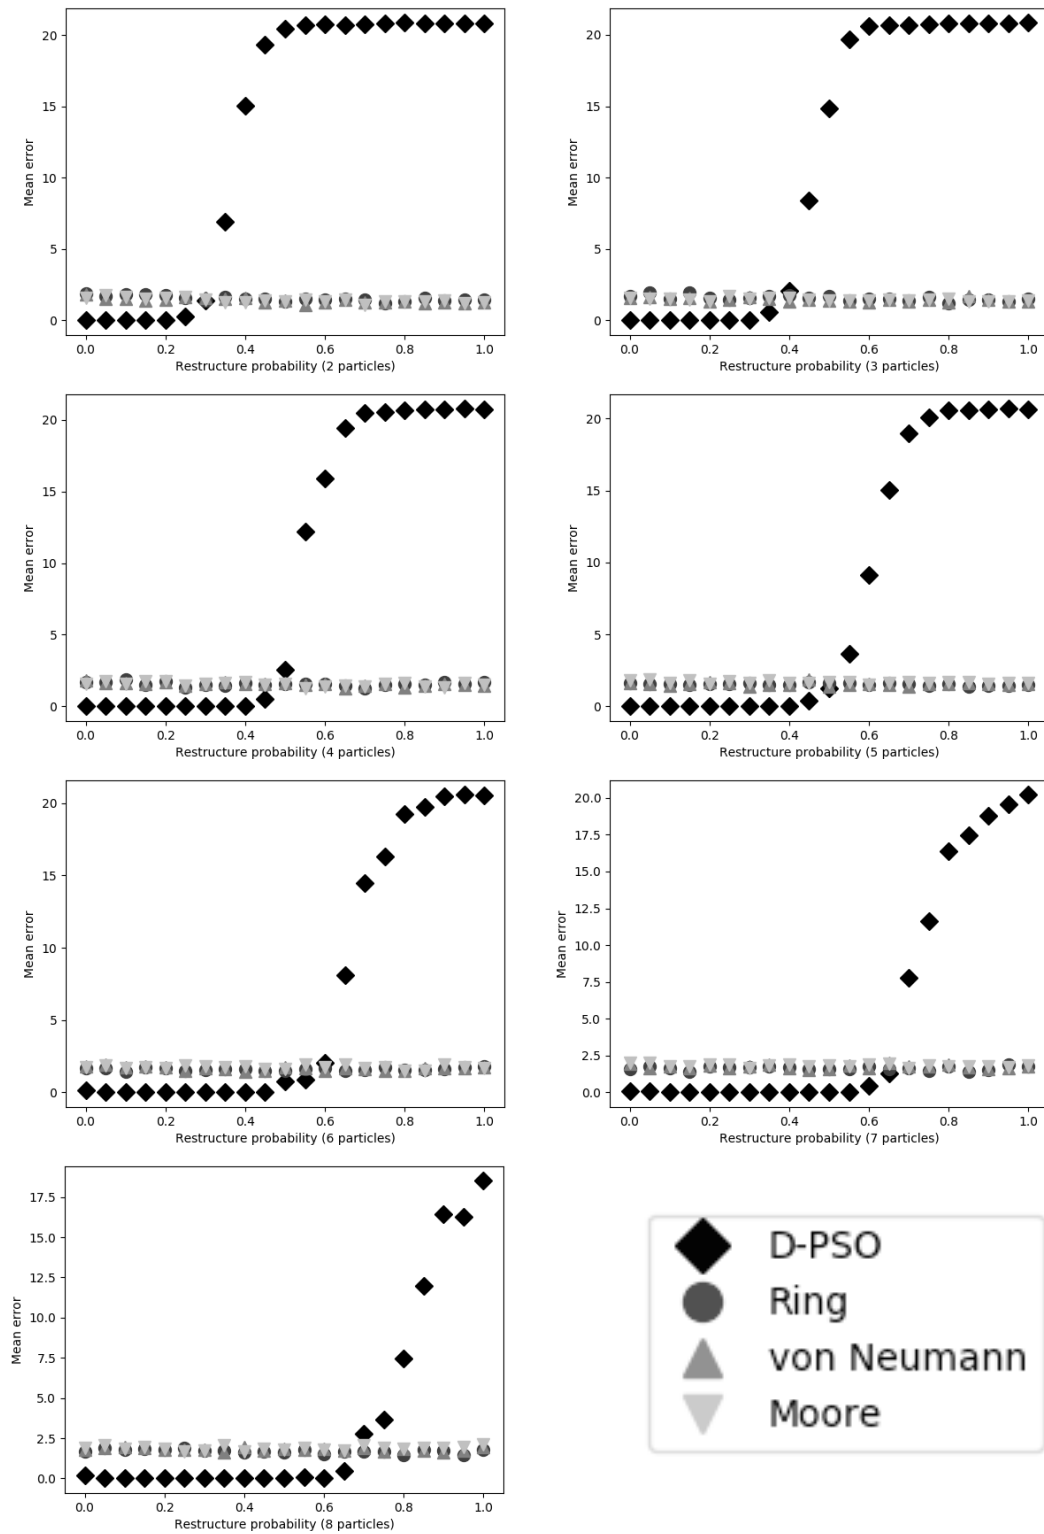 20
15
10
5
0
Mean error
0.0 0.2 0.4 0.6 0.8 1.0
Restructure probability (2 particles)
20
15
10
5
0
Mean error
0.0 0.2 0.4 0.6 0.8 1.0
Restructure probability (3 particles)
20
15
10
5
0
Mean error
0.0 0.2 0.4 0.6 0.8 1.0
Restructure probability (4 particles)
20
15
10
5
0
Mean error
0.0 0.2 0.4 0.6 0.8 1.0
Restructure probability (5 particles)
20
15
10
5
0
Mean error
0.0 0.2 0.4 0.6 0.8 1.0
Restructure probability (6 particles)
20.0
17.5
15.0
12.5
10.0
7.5
5.0
2.5
0.0
Mean error
0.0 0.2 0.4 0.6 0.8 1.0
Restructure probability (7 particles)
17.5
15.0
12.5
10.0
7.5
5.0
2.5
0.0
Mean error
0.0 0.2 0.4 0.6 0.8 1.0
Restructure probability (8 particles)
D-PSO
Ring
von Neumann
Moore